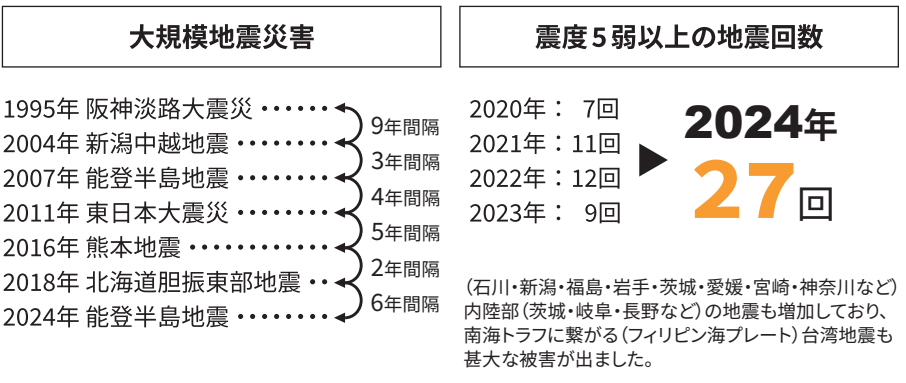 大規模地震災害
1995年 阪神淡路大震災 ······
9年間隔
2004年 新潟中越地震 ········
3年間隔
2007年 能登半島地震 ········
4年間隔
2011年 東日本大震災 ········
5年間隔
2016年 熊本地震 ············
2年間隔
2018年 北海道胆振東部地震 ··
6年間隔
2024年 能登半島地震 ········
震度5弱以上の地震回数
2020年： 7回
2021年：11回
2022年：12回
2023年： 9回
▶
2024年
27回
（石川・新潟・福島・岩手・茨城・愛媛・宮崎・神奈川など）
内陸部（茨城・岐阜・長野など）の地震も増加しており、
南海トラフに繋がる（フィリピン海プレート）台湾地震も
甚大な被害が出ました。